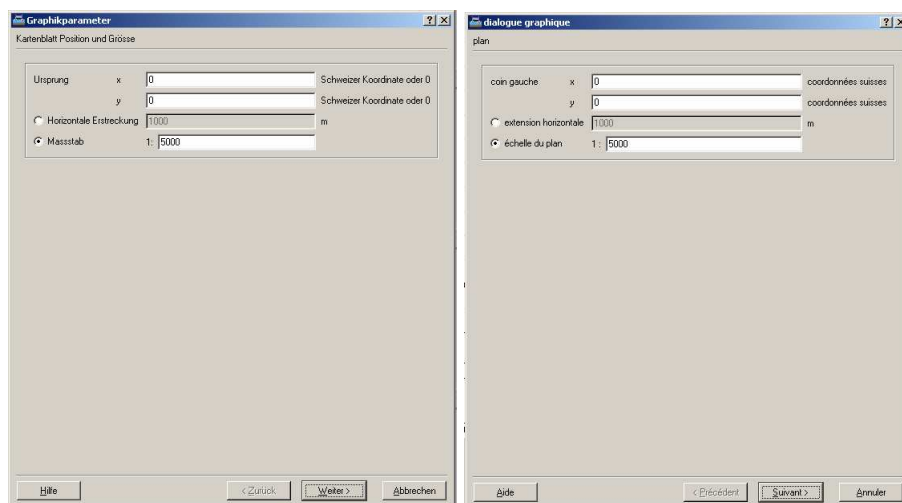 Graphikparameter
Kartenblatt Position und Grösse
Ursprung x 0 Schweizer Koordinate oder 0
y 0 Schweizer Koordinate oder 0
Horizontale Erstreckung 1000 m
Massstab 1: 5000
Hilfe < Zurück Weiter > Abbrechen
dialogue graphique
plan
coin gauche x 0 coordonnées suisses
y 0 coordonnées suisses
extension horizontale 1000 m
échelle du plan 1 : 5000
Aide < Précédent Suivant > Annuler